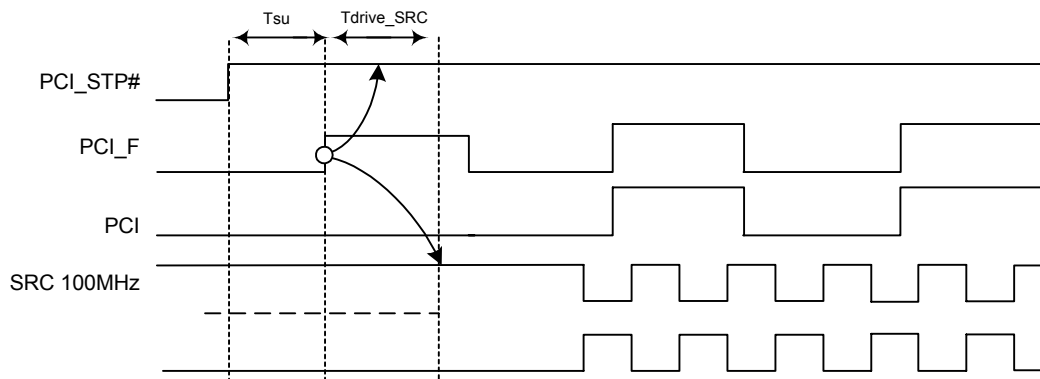 Tsu
Tdrive_SRC
PCI_STP#
PCI_F
PCI
SRC 100MHz